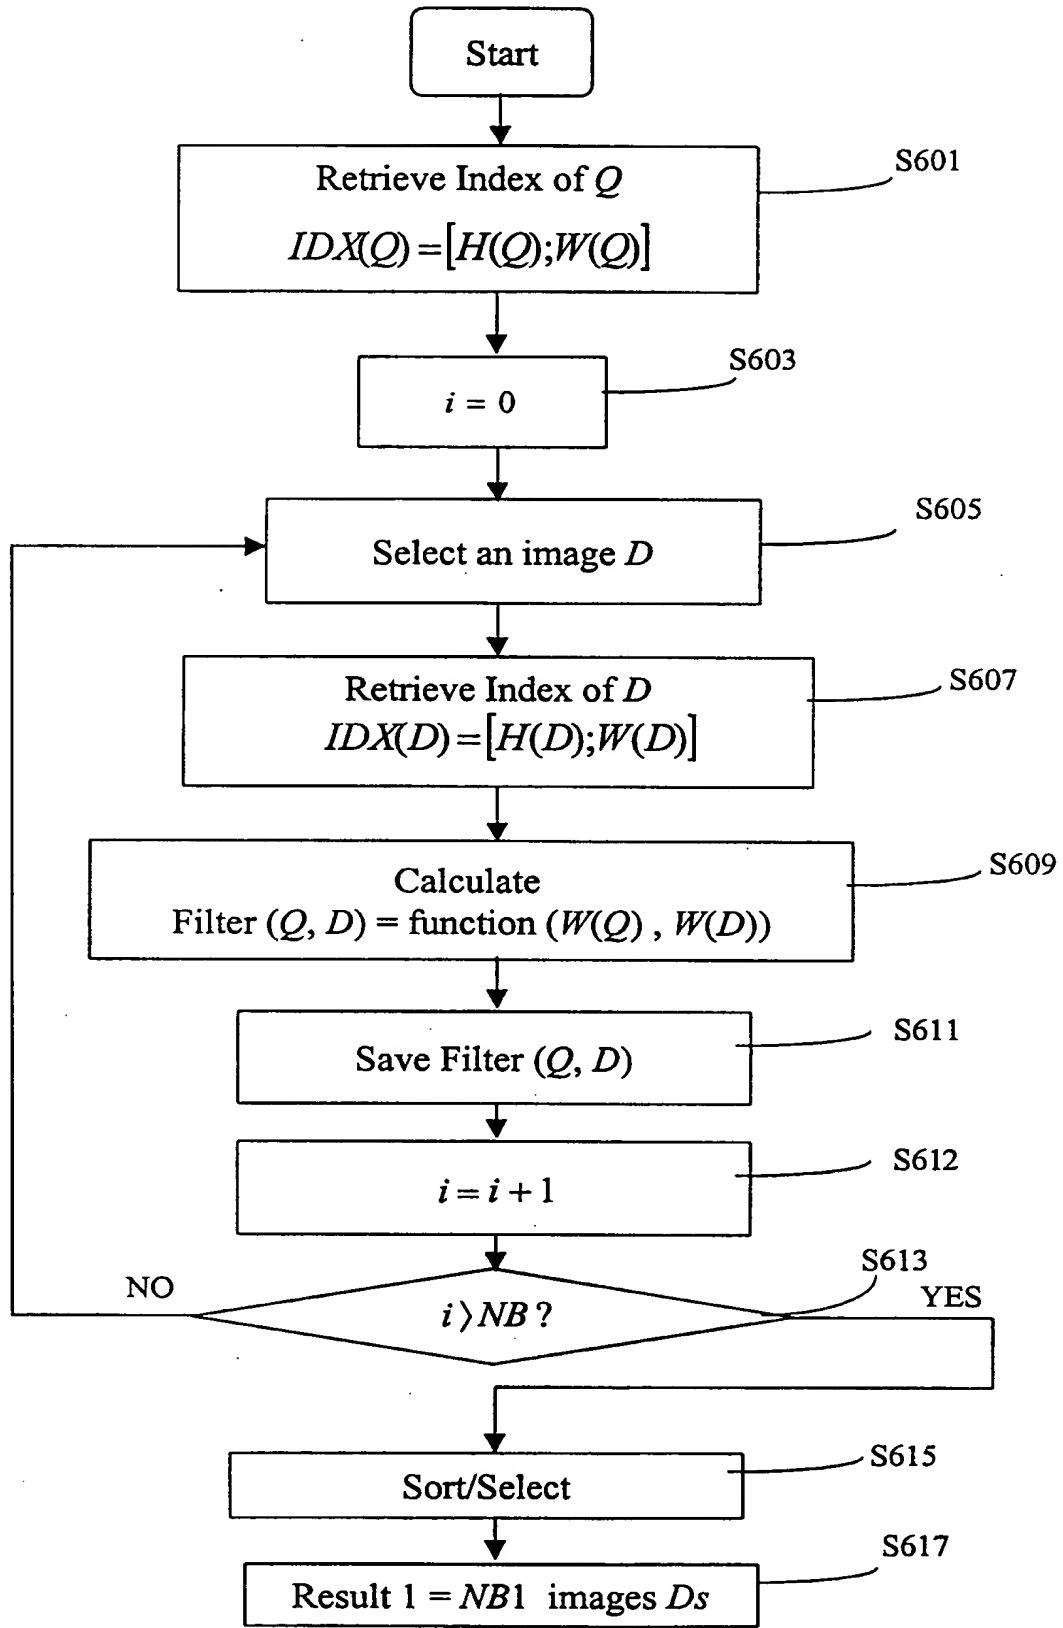 Start
S601
Retrieve Index of Q
IDX(Q)=[H(Q);W(Q)]
S603
i = 0
S605
Select an image D
S607
Retrieve Index of D
IDX(D)=[H(D);W(D)]
S609
Calculate
Filter (Q, D) = function (W(Q) , W(D))
S611
Save Filter (Q, D)
S612
i = i + 1
S613
NO
i 〉NB ?
YES
S615
Sort/Select
S617
Result 1 = NB1 images Ds